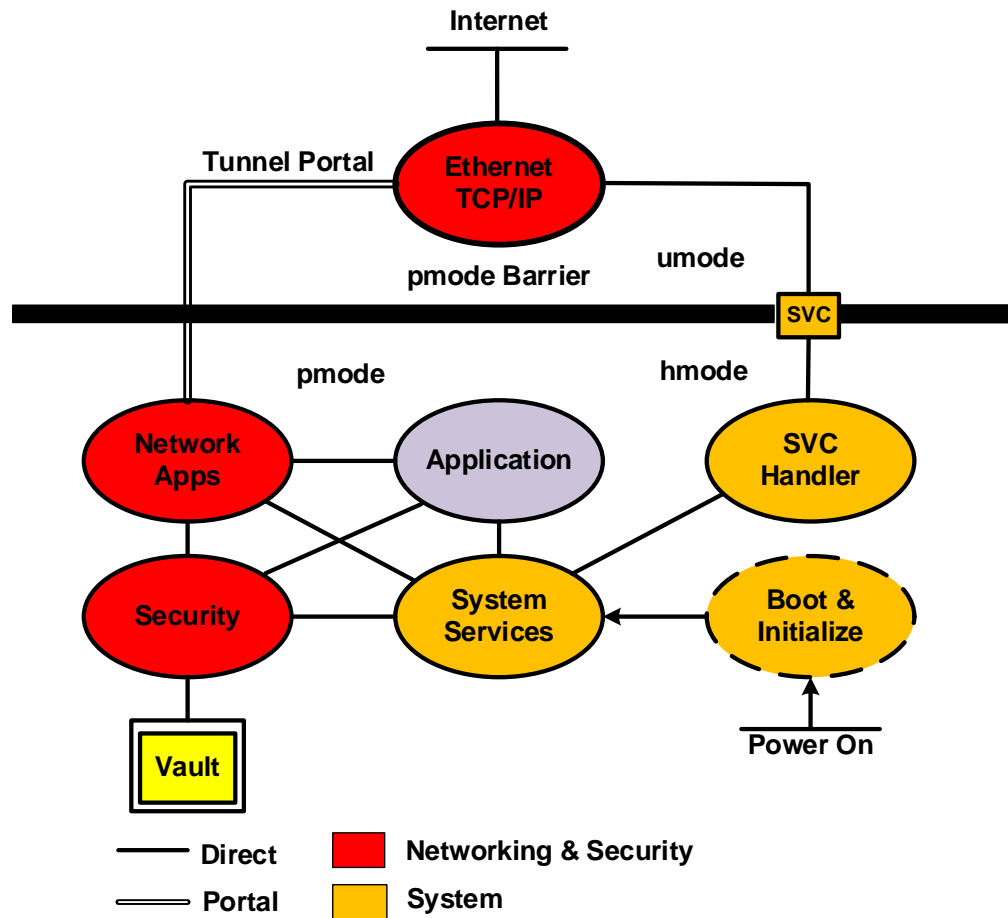 Internet
Tunnel Portal
Ethernet
TCP/IP
pmode Barrier
umode
SVC
pmode
hmode
Network
Apps
Application
SVC
Handler
Security
System
Services
Boot &
Initialize
Vault
Power On
Direct
Networking & Security
Portal
System